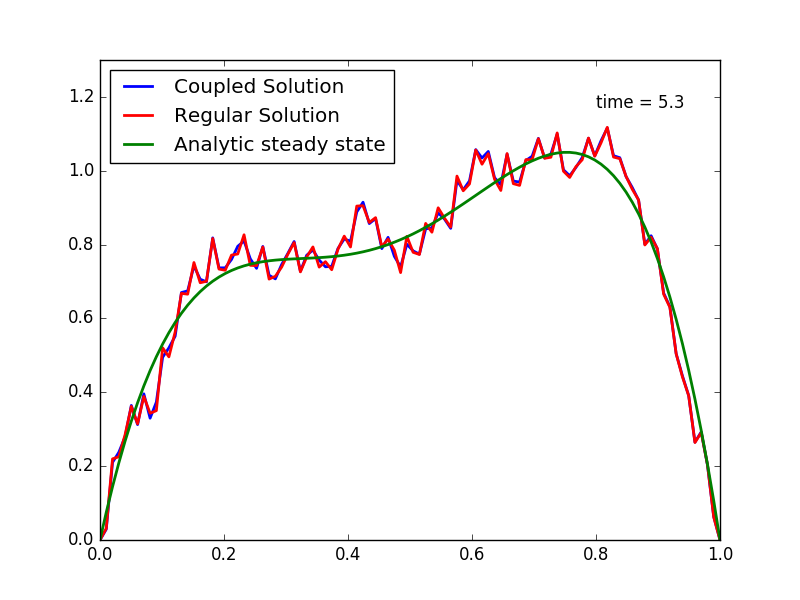 Coupled Solution
Regular Solution
Analytic steady state
time = 5.3
1.2
1.0
0.8
0.6
0.4
0.2
0.0
0.0 0.2 0.4 0.6 0.8 1.0